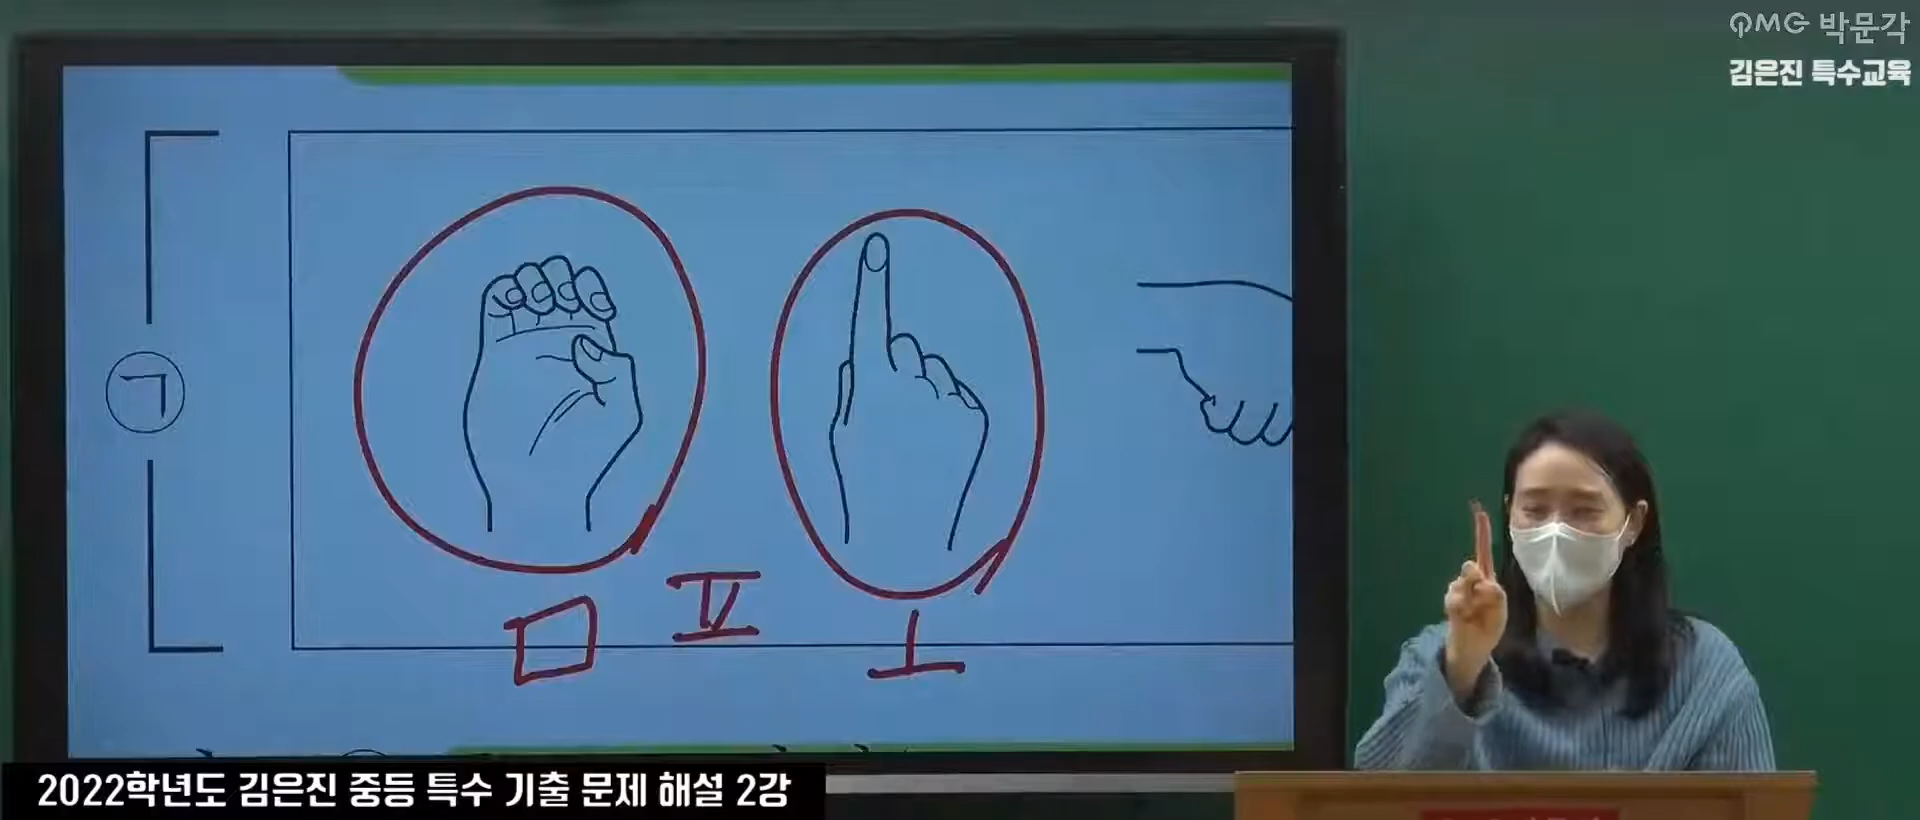 PMG 박문각
김은진 특수교육
ㄱ
ㅁ
Ⅳ
ㅗ
2022학년도 김은진 중등 특수 기출 문제 해설 2강